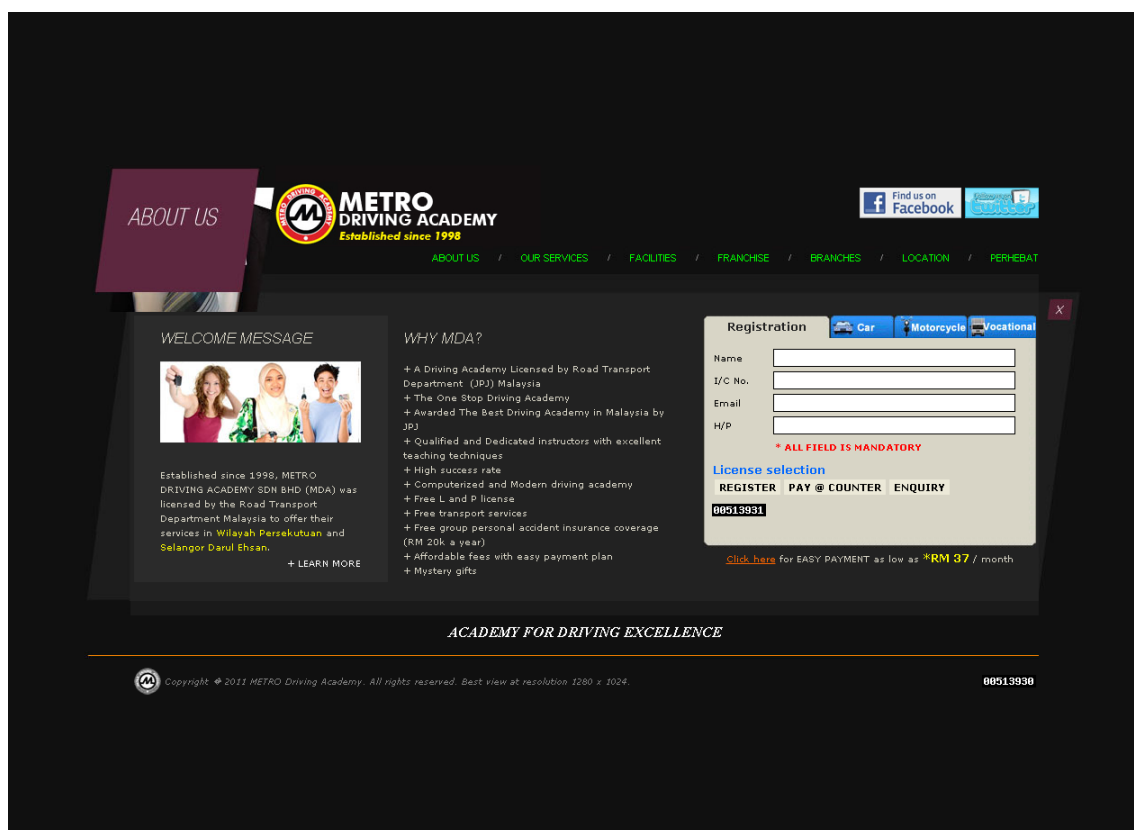 ABOUT US
METRO
DRIVING ACADEMY
Established since 1998
Find us on
Facebook
twitter
ABOUT US / OUR SERVICES / FACILITIES / FRANCHISE / BRANCHES / LOCATION / PERHEBAT
X
WELCOME MESSAGE
Established since 1998, METRO
DRIVING ACADEMY SDN BHD (MDA) was
licensed by the Road Transport
Department Malaysia to offer their
services in Wilayah Persekutuan and
Selangor Darul Ehsan.
+ LEARN MORE
WHY MDA?
+ A Driving Academy Licensed by Road Transport
Department (JPJ) Malaysia
+ The One Stop Driving Academy
+ Awarded The Best Driving Academy in Malaysia by
JPJ
+ Qualified and Dedicated instructors with excellent
teaching techniques
+ High success rate
+ Computerized and Modern driving academy
+ Free L and P license
+ Free transport services
+ Free group personal accident insurance coverage
(RM 20k a year)
+ Affordable fees with easy payment plan
+ Mystery gifts
Registration Car Motorcycle Vocational
Name
I/C No.
Email
H/P
* ALL FIELD IS MANDATORY
License selection
REGISTER PAY @ COUNTER ENQUIRY
00513931
Click here for EASY PAYMENT as low as *RM 37 / month
ACADEMY FOR DRIVING EXCELLENCE
Copyright � 2011 METRO Driving Academy. All rights reserved. Best view at resolution 1280 x 1024.
00513930